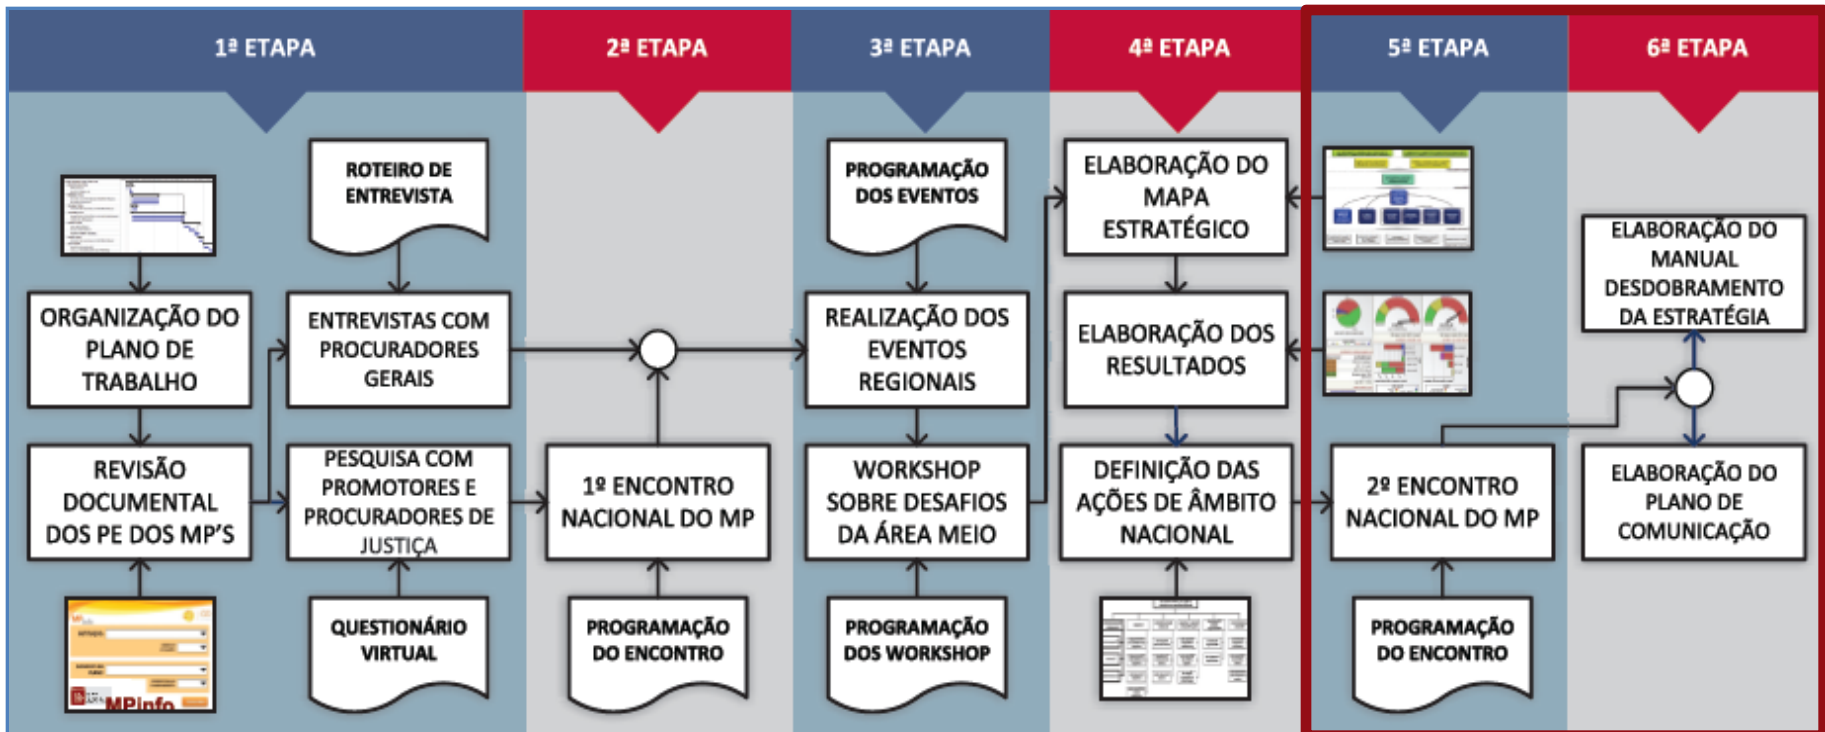 1ª ETAPA
2ª ETAPA
3ª ETAPA
4ª ETAPA
5ª ETAPA
6ª ETAPA
ROTEIRO DE
ENTREVISTA
ORGANIZAÇÃO DO
PLANO DE
TRABALHO
ENTREVISTAS COM
PROCURADORES
GERAIS
REVISÃO
DOCUMENTAL
DOS PE DOS MP'S
PESQUISA COM
PROMOTORES E
PROCURADORES DE
JUSTIÇA
MPinfo
QUESTIONÁRIO
VIRTUAL
1º ENCONTRO
NACIONAL DO MP
PROGRAMAÇÃO
DO ENCONTRO
PROGRAMAÇÃO
DOS EVENTOS
REALIZAÇÃO DOS
EVENTOS
REGIONAIS
WORKSHOP
SOBRE DESAFIOS
DA ÁREA MEIO
PROGRAMAÇÃO
DOS WORKSHOP
ELABORAÇÃO DO
MAPA
ESTRATÉGICO
ELABORAÇÃO DOS
RESULTADOS
DEFINIÇÃO DAS
AÇÕES DE ÂMBITO
NACIONAL
2º ENCONTRO
NACIONAL DO MP
PROGRAMAÇÃO
DO ENCONTRO
ELABORAÇÃO DO
MANUAL
DESDOBRAMENTO
DA ESTRATÉGIA
ELABORAÇÃO DO
PLANO DE
COMUNICAÇÃO